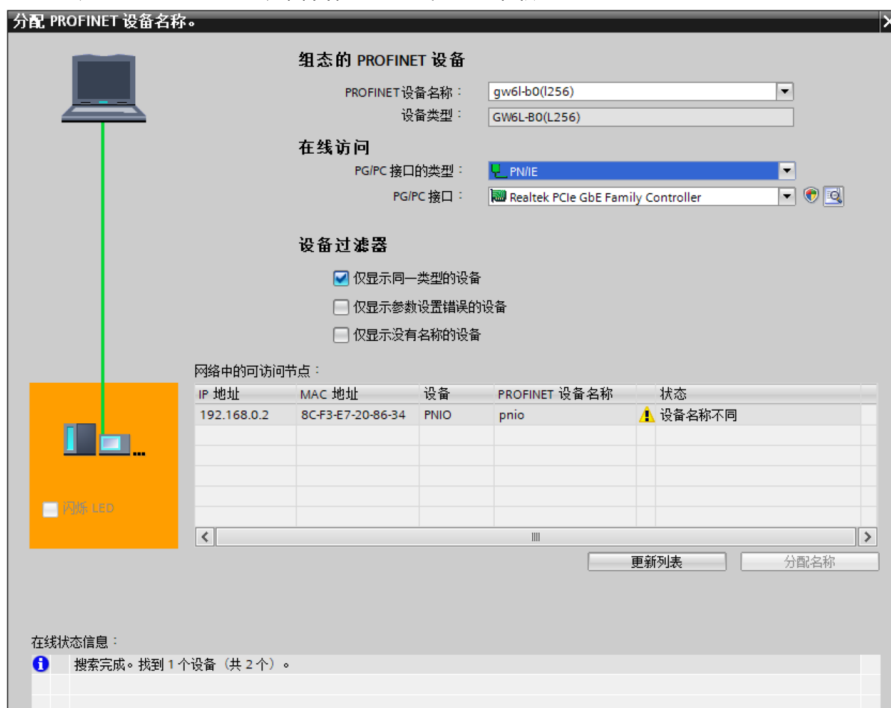 分配 PROFINET 设备名称。
组态的 PROFINET 设备
PROFINET设备名称： gw6l-b0(l256)
设备类型： GW6L-B0(L256)
在线访问
PG/PC 接口的类型： PN/IE
PG/PC 接口： Realtek PCIe GbE Family Controller
设备过滤器
仅显示同一类型的设备
仅显示参数设置错误的设备
仅显示没有名称的设备
网络中的可访问节点：
IP 地址 MAC 地址 设备 PROFINET 设备名称 状态
192.168.0.2 8C-F3-E7-20-86-34 PNIO pnio 设备名称不同
闪烁 LED
更新列表 分配名称
在线状态信息：
搜索完成。找到 1 个设备（共 2 个）。